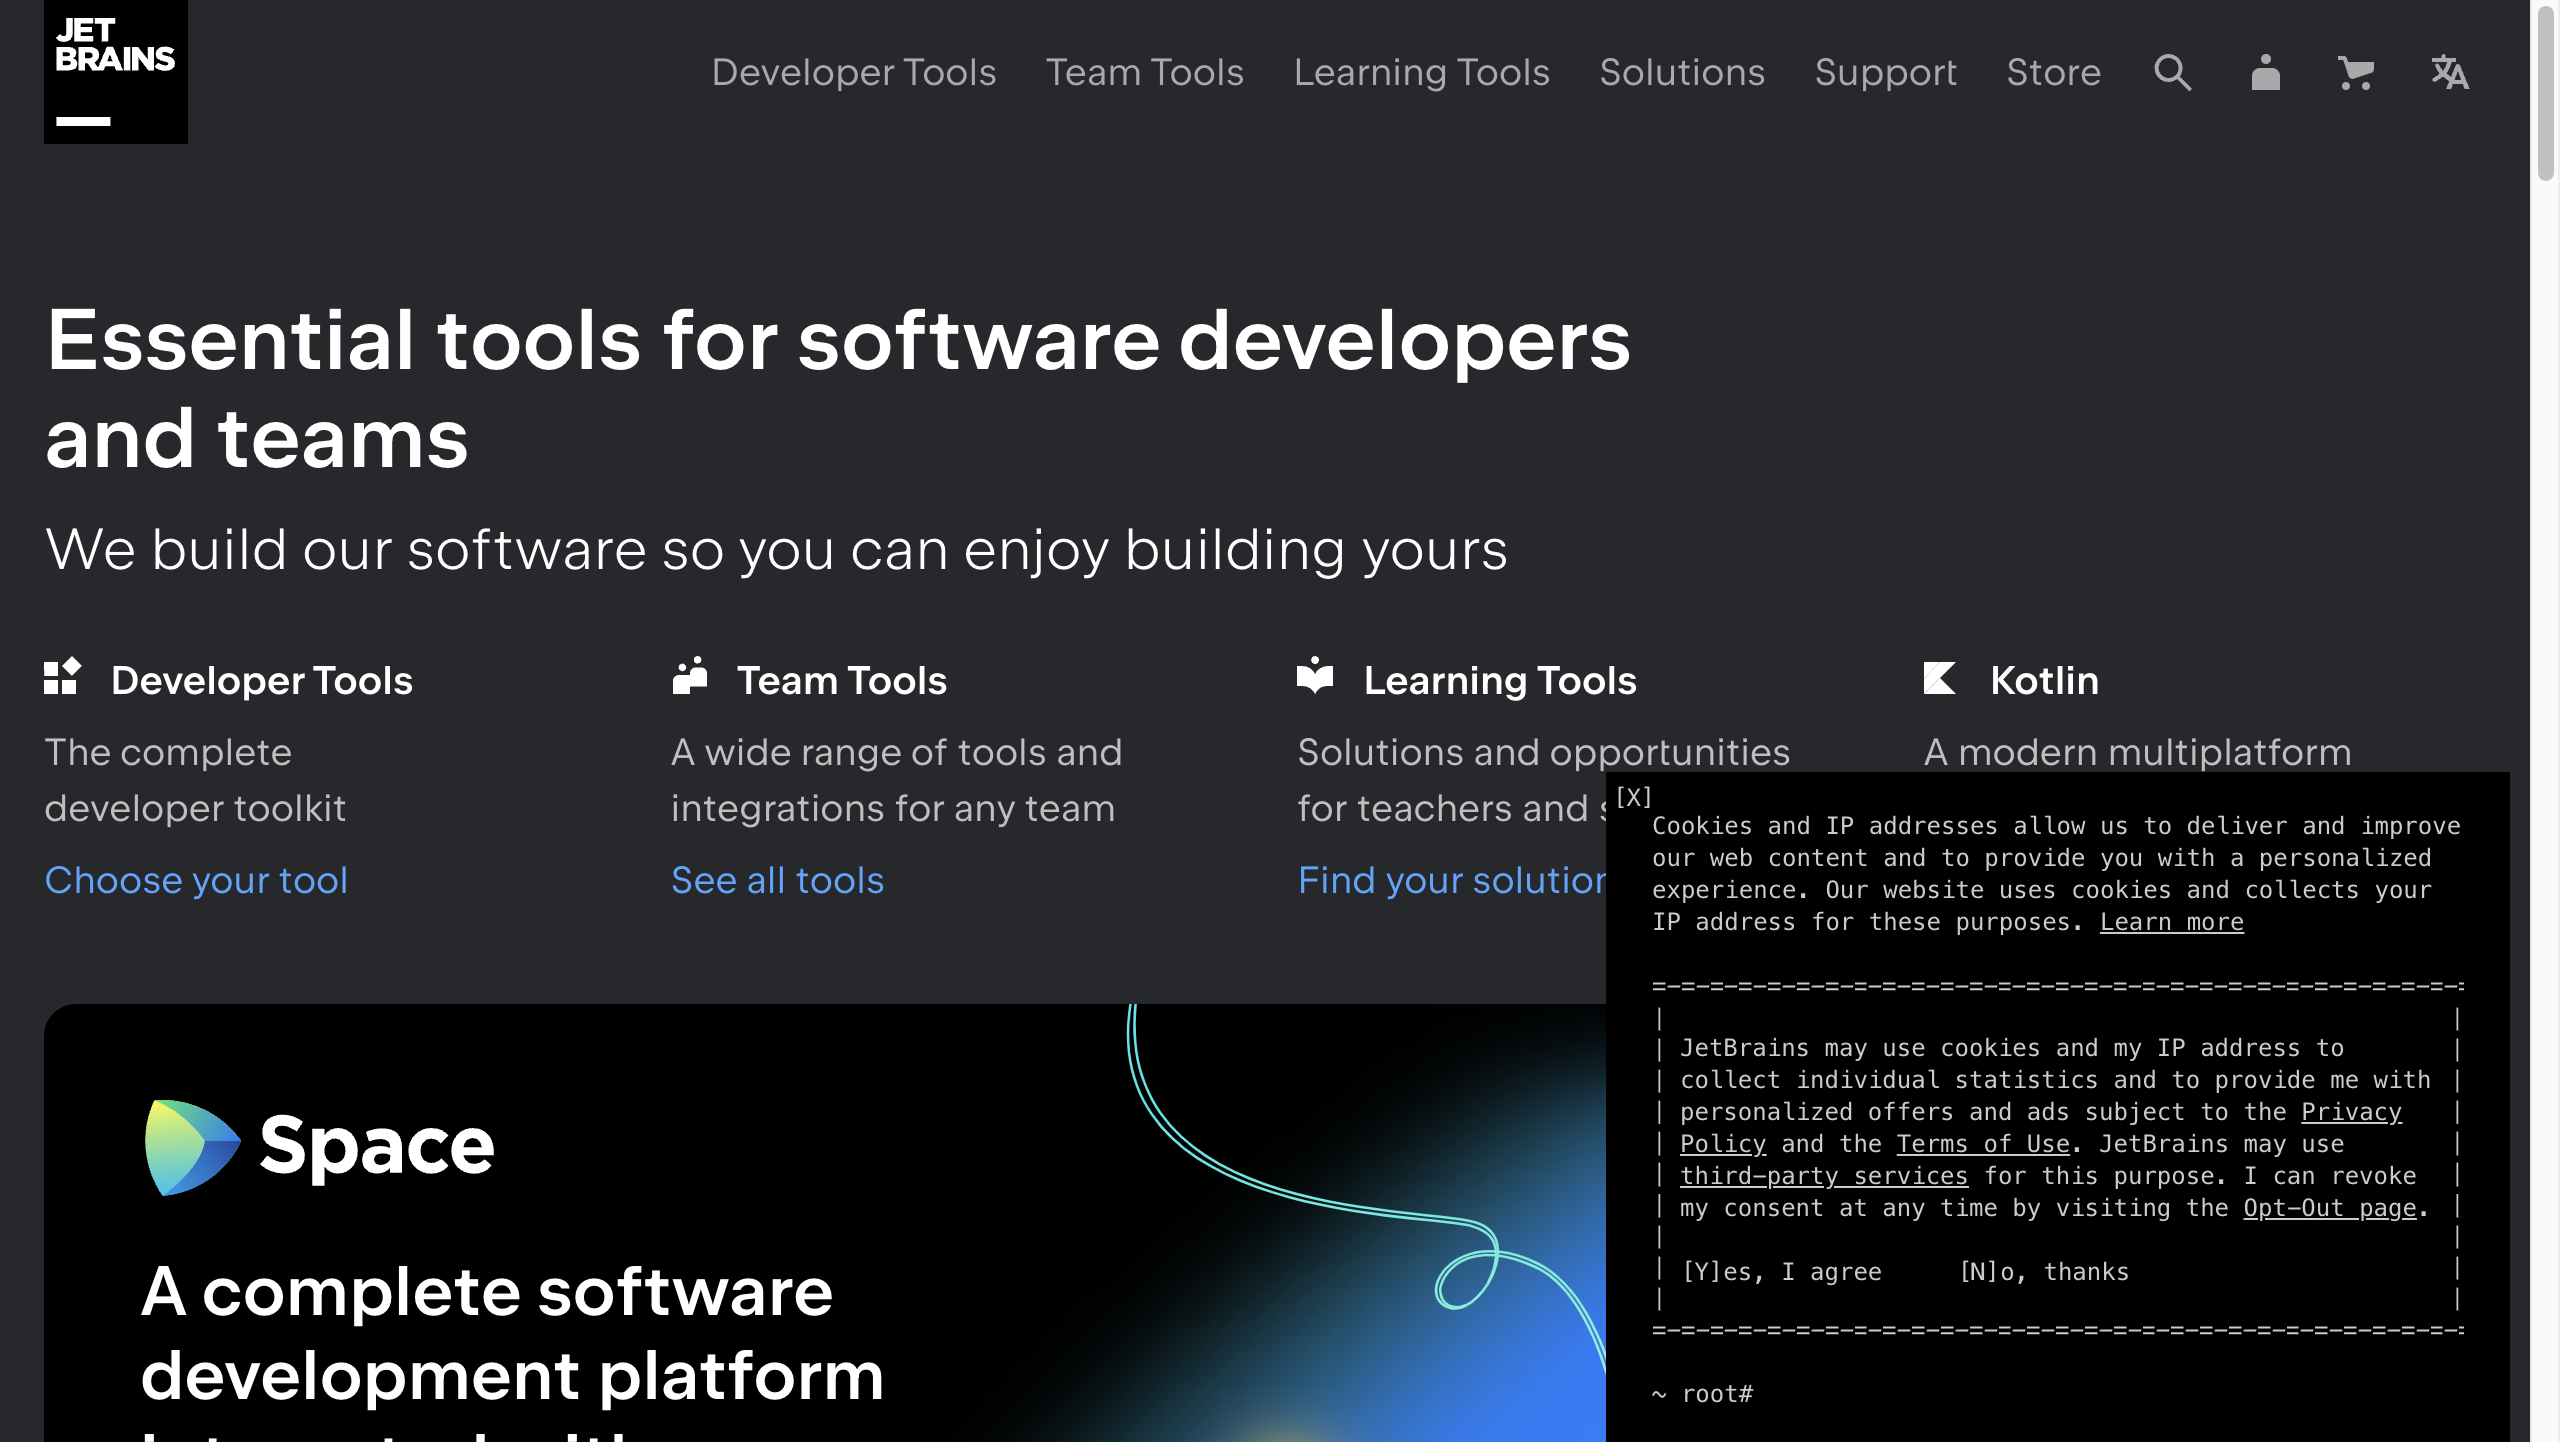 JET
BRAINS
Developer Tools Team Tools Learning Tools Solutions Support Store
Essential tools for software developers
and teams
We build our software so you can enjoy building yours
Developer Tools
The complete
developer toolkit
Choose your tool
Team Tools
A wide range of tools and
integrations for any team
See all tools
Learning Tools
Solutions and opportunities
for teachers and
Find your
Kotlin
A modern multiplatform
Space
A complete software
development platform
[X]
Cookies and IP addresses allow us to deliver and improve
our web content and to provide you with a personalized
experience. Our website uses cookies and collects your
IP address for these purposes. Learn more
JetBrains may use cookies and my IP address to
collect individual statistics and to provide me with
personalized offers and ads subject to the Privacy
Policy and the Terms of Use. JetBrains may use
third-party services for this purpose. I can revoke
my consent at any time by visiting the Opt-Out page.
[Y]es, I agree [N]o, thanks
~ root#